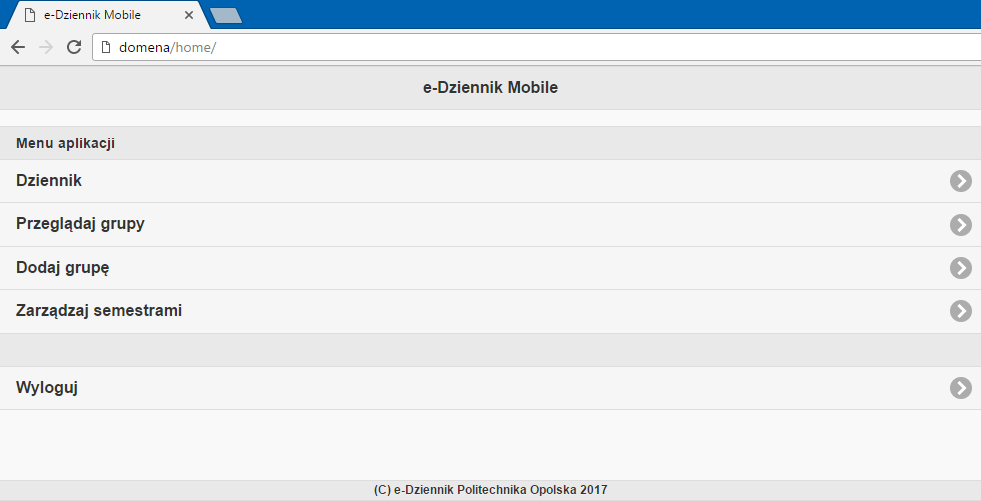 e-Dziennik Mobile
domena/home/
e-Dziennik Mobile
Menu aplikacji
Dziennik
Przeglądaj grupy
Dodaj grupę
Zarządzaj semestrami
Wyloguj
(C) e-Dziennik Politechnika Opolska 2017